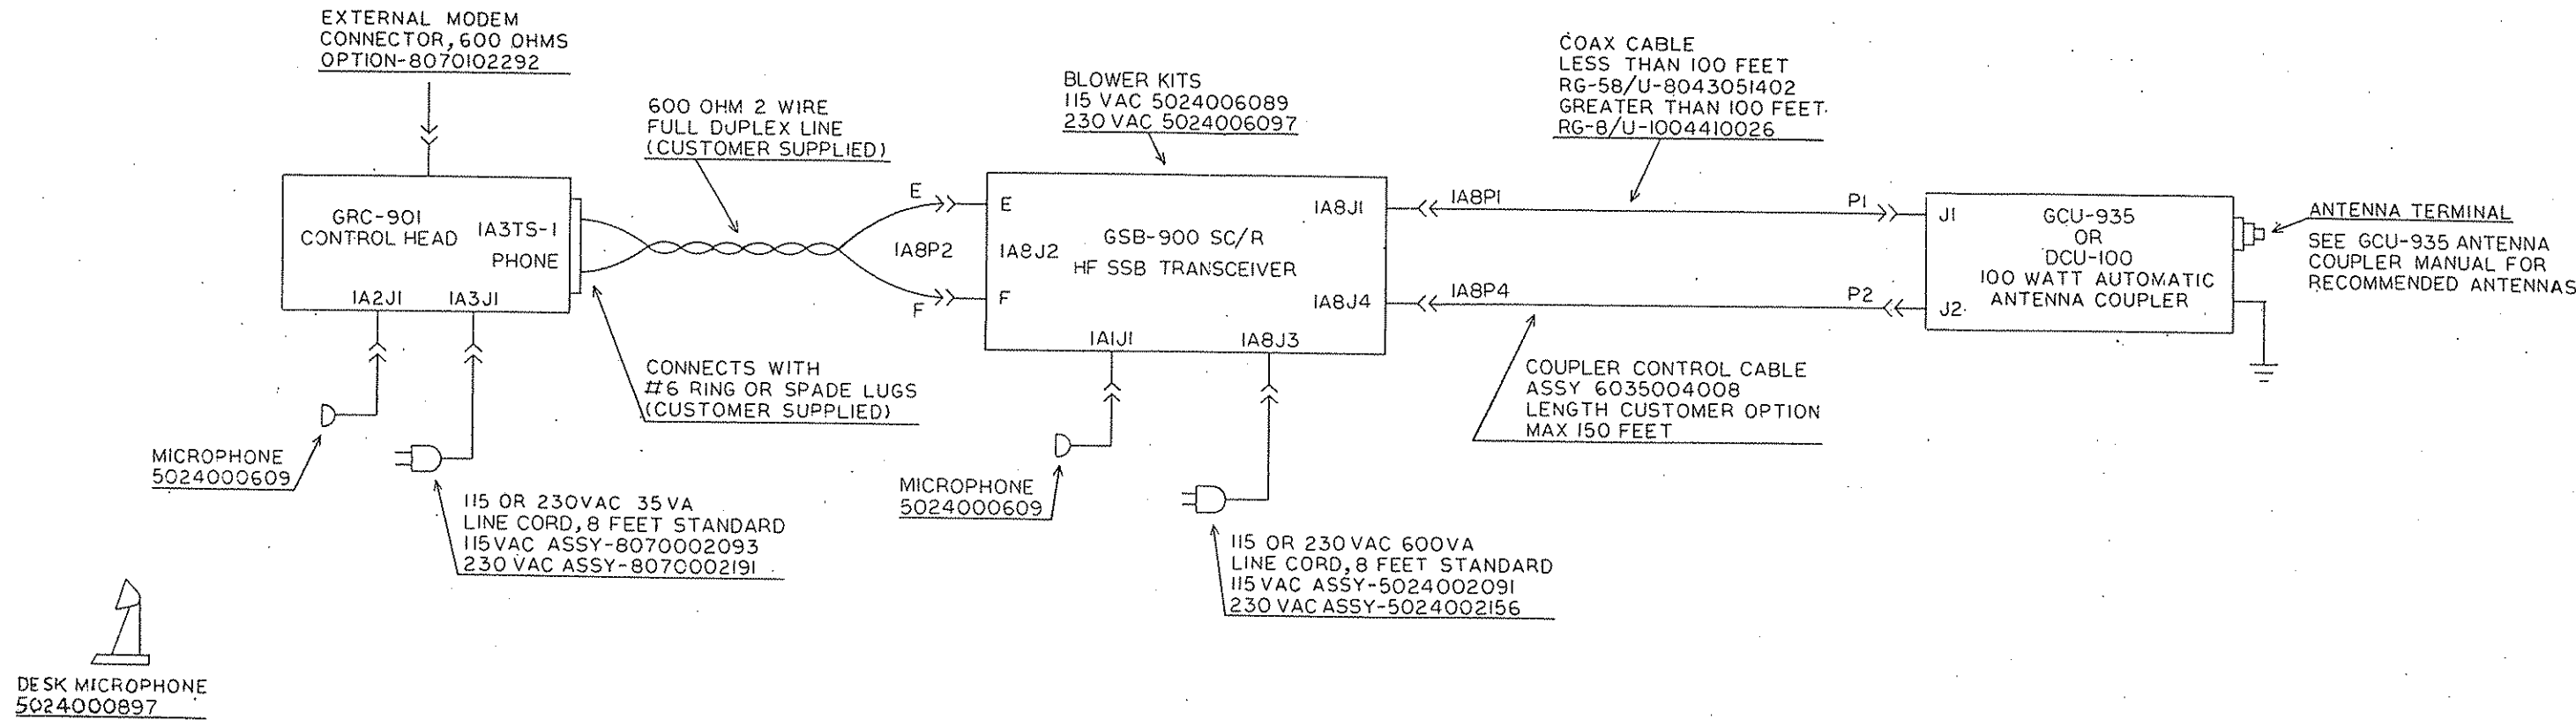 EXTERNAL MODEM
CONNECTOR, 600 OHMS
OPTION-8070102292
600 OHM 2 WIRE
FULL DUPLEX LINE
(CUSTOMER SUPPLIED)
BLOWER KITS
115 VAC 5024006089
230 VAC 5024006097
COAX CABLE
LESS THAN 100 FEET
RG-58/U-8043051402
GREATER THAN 100 FEET
RG-8/U-1004410026
GRC-901
CONTROL HEAD
1A3TS-1
PHONE
1A2J1
1A3J1
E
F
1A8P2
E
1A8J2
F
GSB-900 SC/R
HF SSB TRANSCEIVER
1A8J1
1A8J4
1A1J1
1A8J3
1A8P1
P1
1A8P4
P2
J1
J2
GCU-935
OR
DCU-100
100 WATT AUTOMATIC
ANTENNA COUPLER
ANTENNA TERMINAL
SEE GCU-935 ANTENNA
COUPLER MANUAL FOR
RECOMMENDED ANTENNAS
CONNECTS WITH
#6 RING OR SPADE LUGS
(CUSTOMER SUPPLIED)
COUPLER CONTROL CABLE
ASSY 6035004008
LENGTH CUSTOMER OPTION
MAX 150 FEET
MICROPHONE
5024000609
115 OR 230VAC 35VA
LINE CORD, 8 FEET STANDARD
115VAC ASSY-8070002093
230 VAC ASSY-8070002191
MICROPHONE
5024000609
115 OR 230 VAC 600VA
LINE CORD, 8 FEET STANDARD
115VAC ASSY-5024002091
230 VAC ASSY-5024002156
DESK MICROPHONE
5024000897